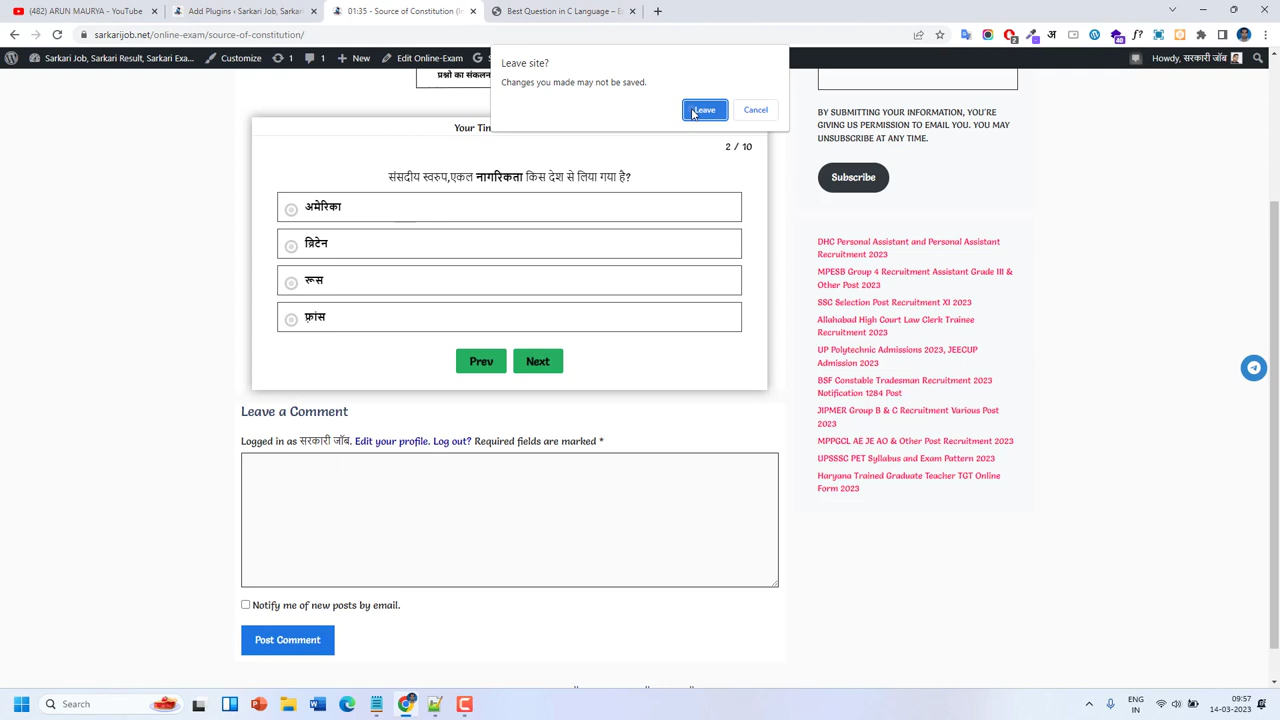 (482) ARUN MAURYA - YouTube
Add Plugins ‹ Sarkari Job, Sarkari
01:35 - Source of Constitution | संवि
Best Quiz Website - Quizzes - E
sarkarijob.net/online-exam/source-of-constitution/
Sarkari Job, Sarkari Result, Sarkari Exa...
Customize
1
New
Edit Online-Exam
Howdy, सरकारी जॉब
Leave site?
Changes you made may not be saved.
Leave
Cancel
प्रश्नो का संकलन
Your Tin
2 / 10
संसदीय स्वरुप,एकल नागरिकता किस देश से लिया गया है?
अमेरिका
ब्रिटेन
रूस
फ़्रांस
Prev
Next
Leave a Comment
Logged in as सरकारी जॉब. Edit your profile. Log out? Required fields are marked *
Notify me of new posts by email.
Post Comment
BY SUBMITTING YOUR INFORMATION, YOU'RE
GIVING US PERMISSION TO EMAIL YOU. YOU MAY
UNSUBSCRIBE AT ANY TIME.
Subscribe
DHC Personal Assistant and Personal Assistant
Recruitment 2023
MPESB Group 4 Recruitment Assistant Grade III &
Other Post 2023
SSC Selection Post Recruitment XI 2023
Allahabad High Court Law Clerk Trainee
Recruitment 2023
UP Polytechnic Admissions 2023, JEECUP
Admission 2023
BSF Constable Tradesman Recruitment 2023
Notification 1284 Post
JIPMER Group B & C Recruitment Various Post
2023
MPPGCL AE JE AO & Other Post Recruitment 2023
UPSSSC PET Syllabus and Exam Pattern 2023
Haryana Trained Graduate Teacher TGT Online
Form 2023
Search
ENG
IN
09:57
14-03-2023